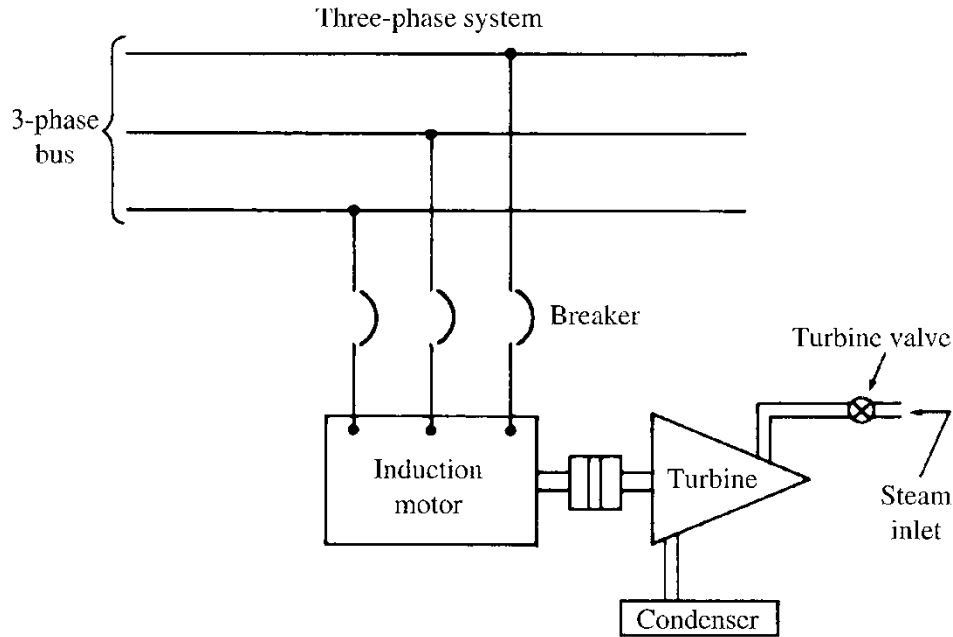 Three-phase system
3-phase
bus
Breaker
Turbine valve
Induction
motor
Turbine
Steam
inlet
Condenser